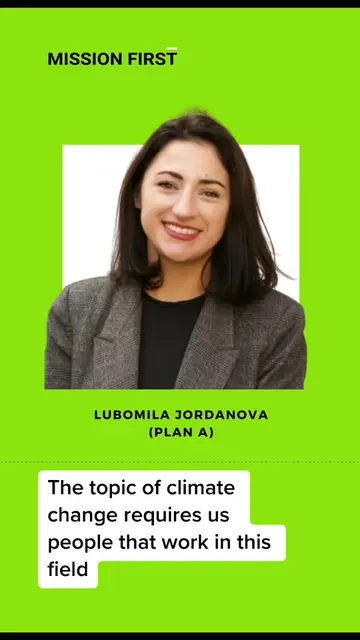 MISSION FIRST
LUBOMILA JORDANOVA
(PLAN A)
The topic of climate
change requires us
people that work in this
field